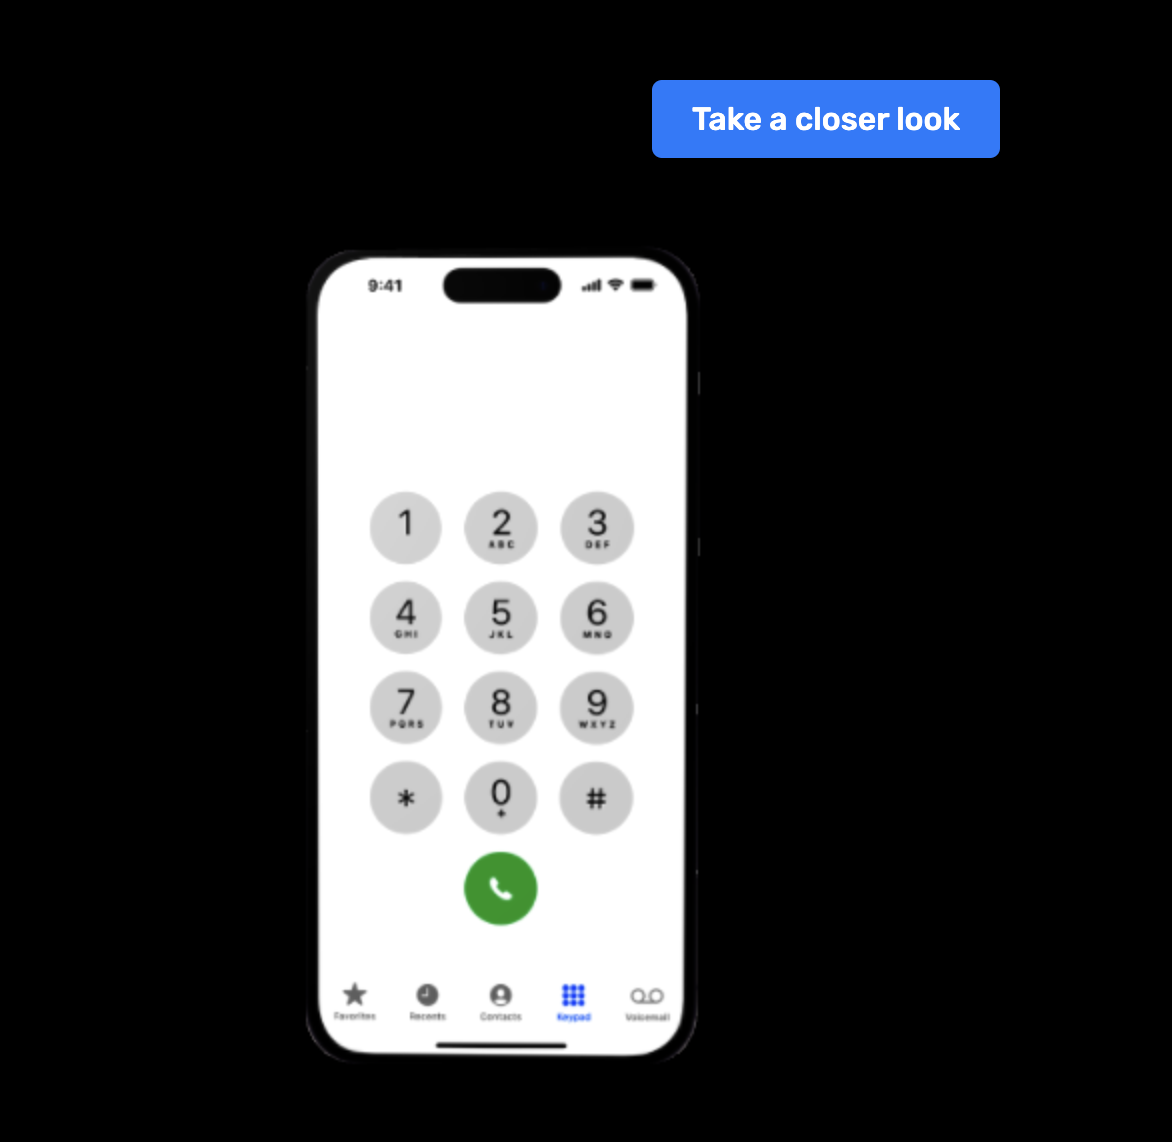 Take a closer look
9:41
1 2 3
ABC DEF
4 5 6
GHI JKL MNO
7 8 9
PQRS TUV WXYZ
* 0 #
+
Favorites Recents Contacts Keypad Voicemail